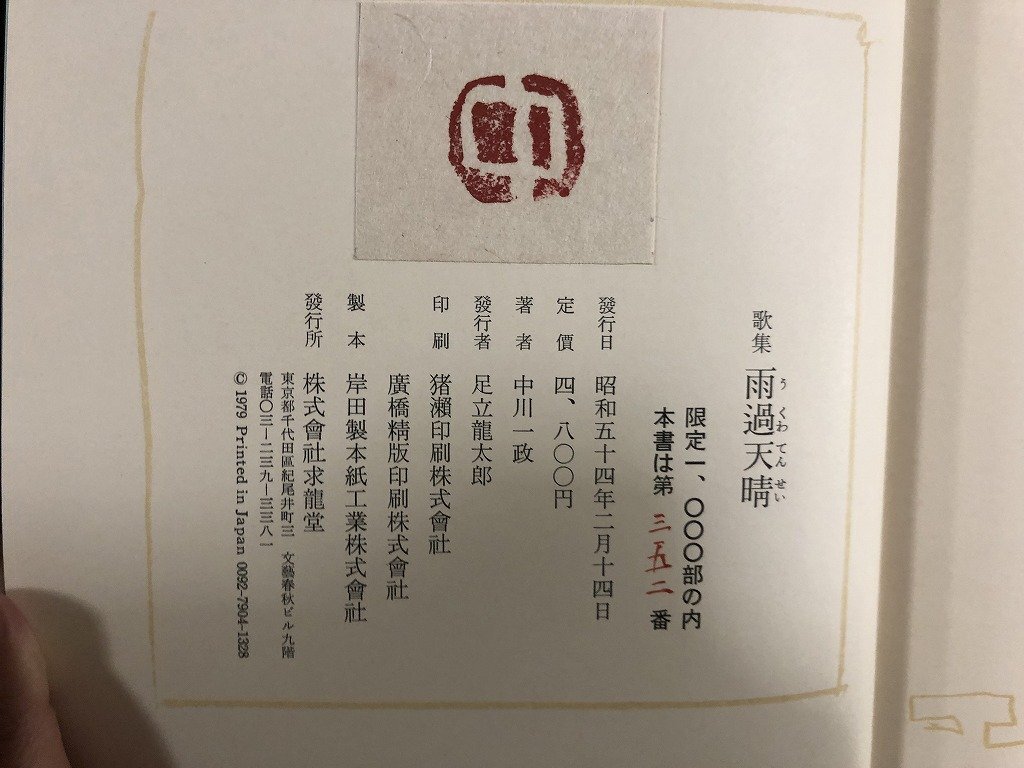 歌集 雨過天晴
うくわてんせい
限定一、〇〇〇部の内
本書は第 三五二 番
發行日 昭和五十四年二月十四日
定價 四、八〇〇円
著者 中川一政
發行者 足立龍太郎
印刷 猪瀬印刷株式會社
廣橋精版印刷株式會社
製本 岸田製本紙工業株式會社
發行所 株式會社求龍堂
東京都千代田區紀尾井町三 文藝春秋ビル九階
電話〇三―二三九―三三八一
© 1979 Printed in Japan 0092-7904-1328